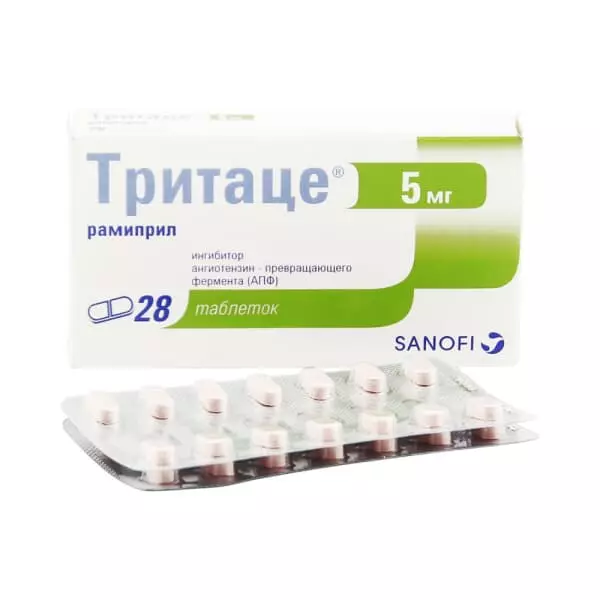 Тритаце®
5 мг
рамиприл
ингибитор
ангиотензин - превращающего
фермента (АПФ)
28 таблеток
SANOFI